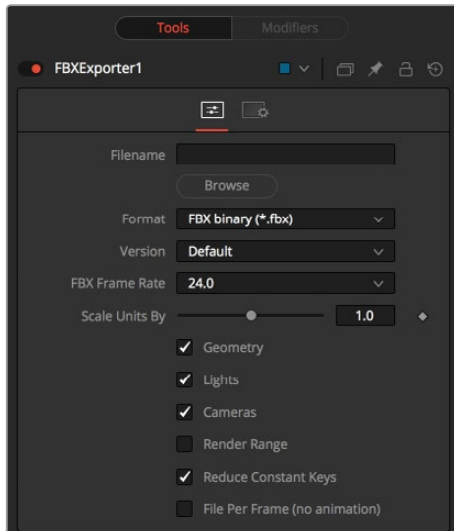 Tools Modifiers
FBXExporter1
Filename
Browse
Format FBX binary (*.fbx)
Version Default
FBX Frame Rate 24.0
Scale Units By 1.0
Geometry
Lights
Cameras
Render Range
Reduce Constant Keys
File Per Frame (no animation)